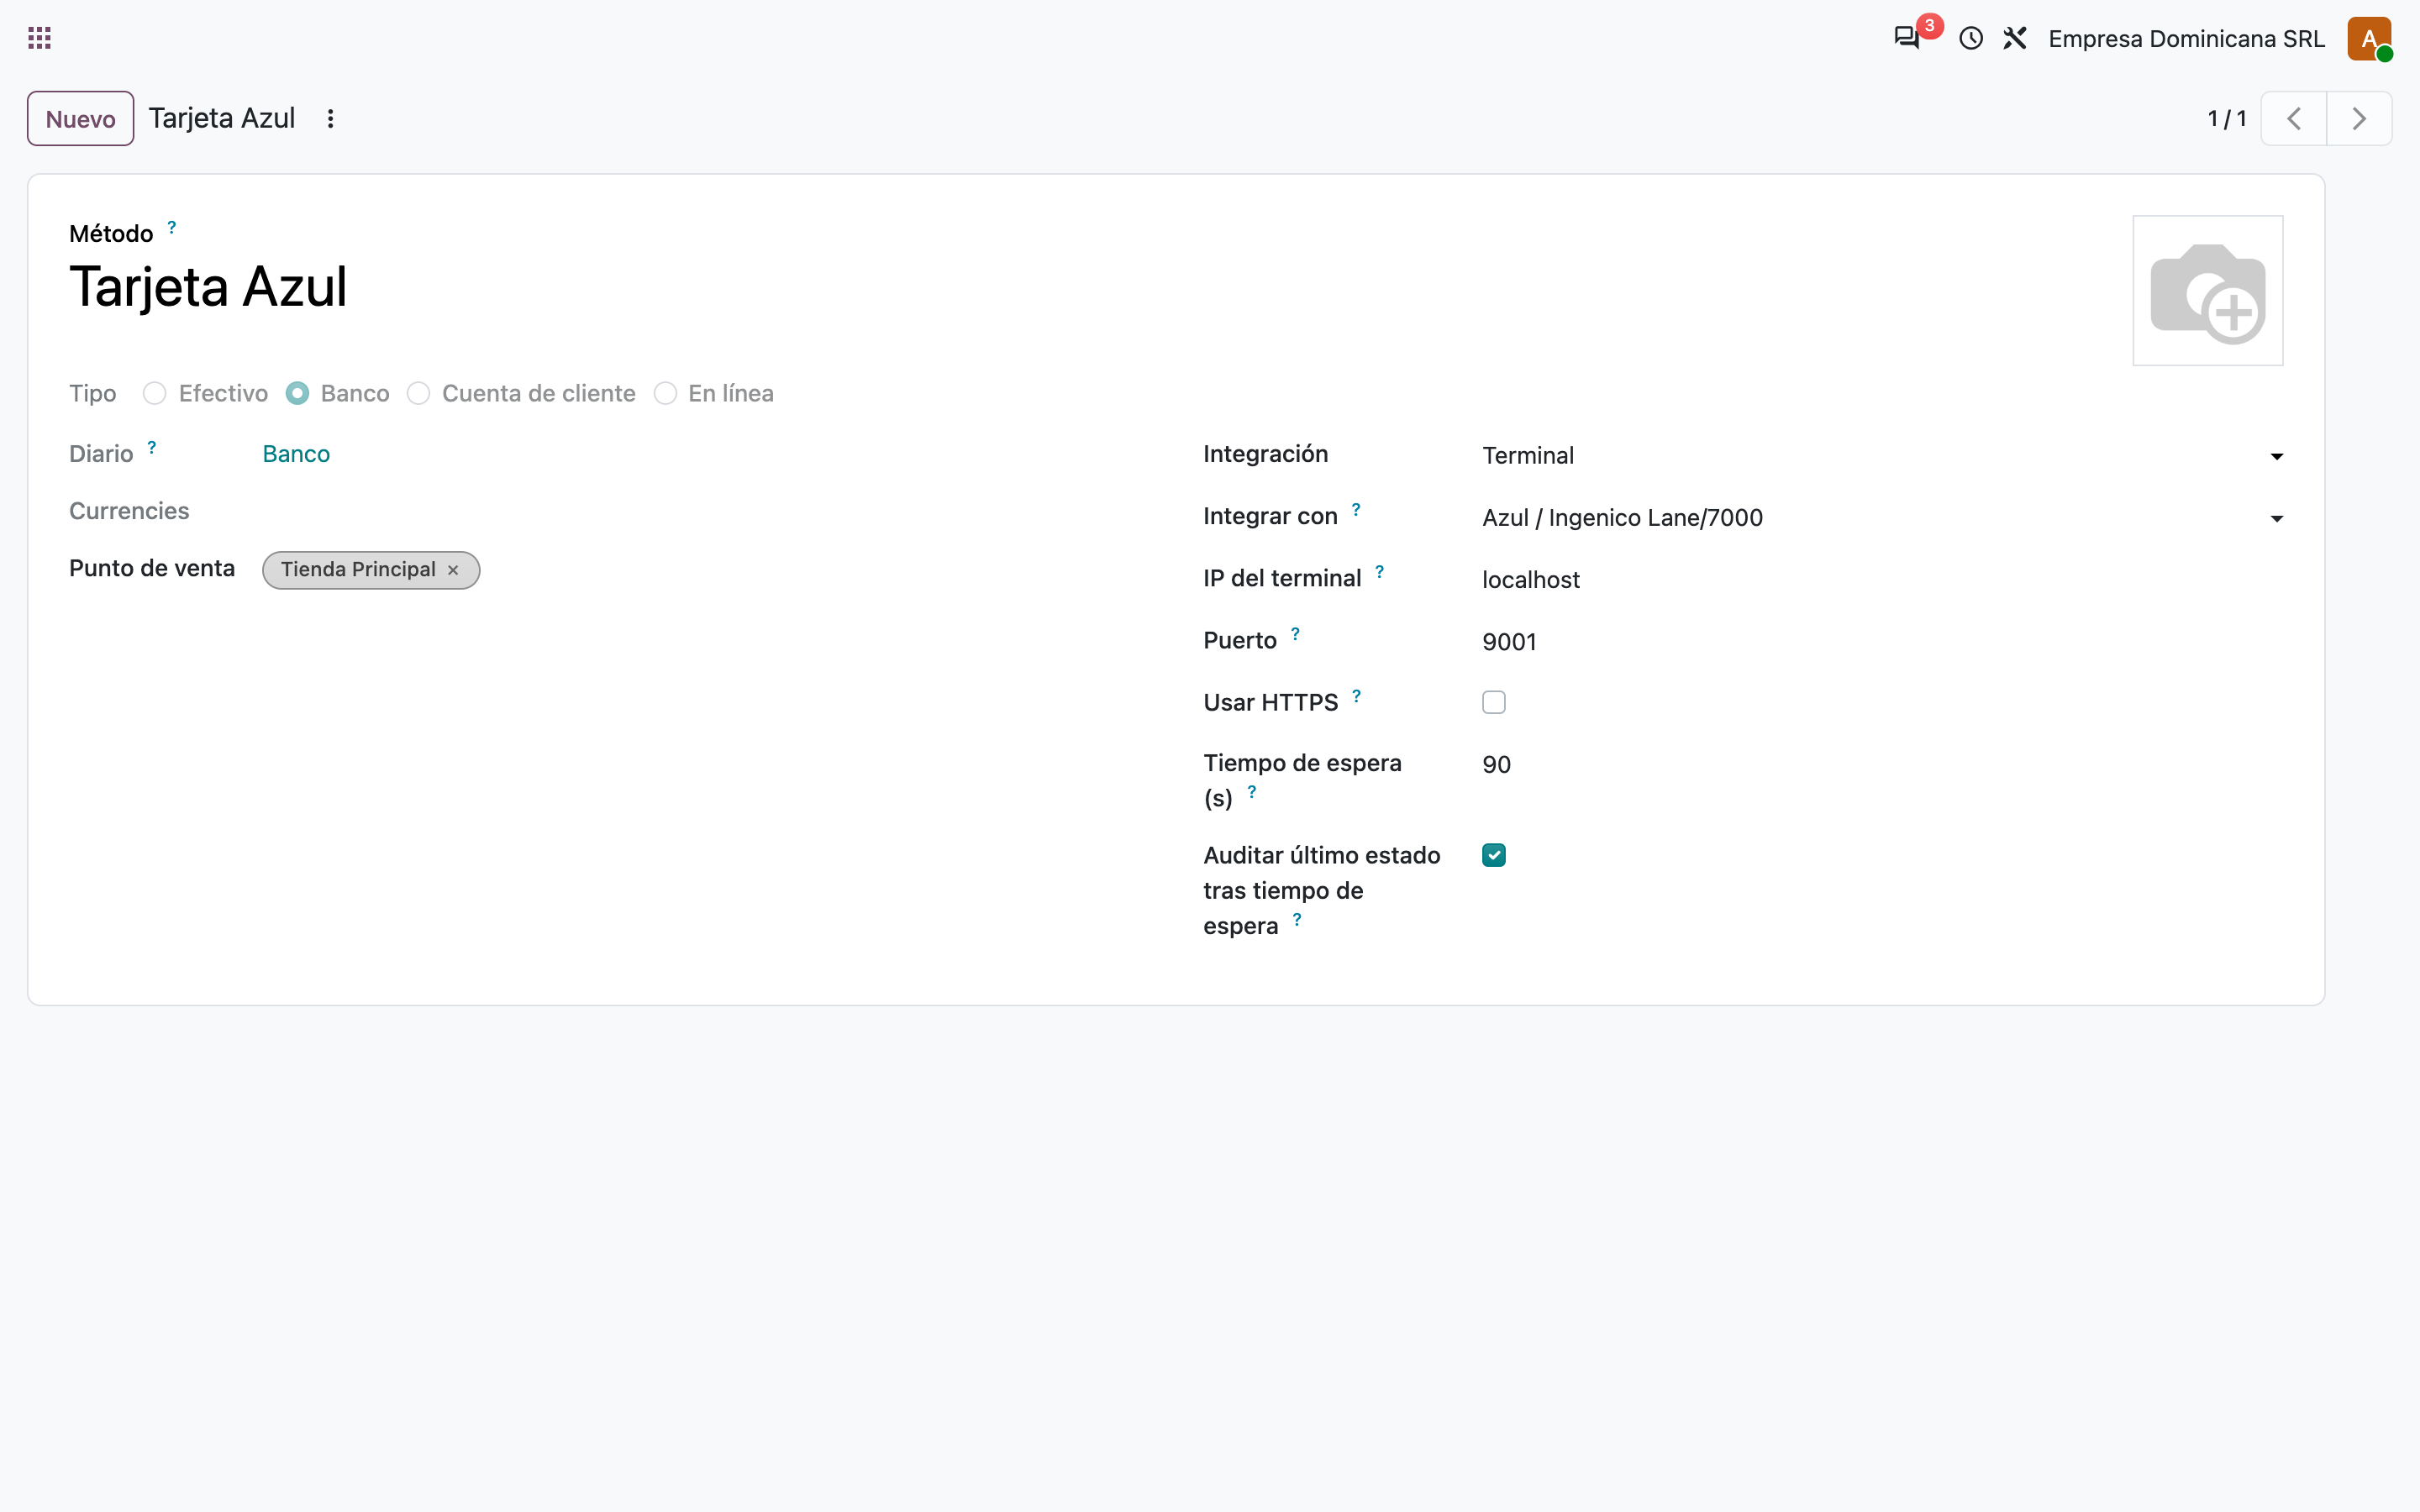 3
Empresa Dominicana SRL
A
Nuevo
Tarjeta Azul
1 / 1
Método ?
Tarjeta Azul
Tipo
Efectivo
Banco
Cuenta de cliente
En línea
Diario ?
Banco
Currencies
Punto de venta
Tienda Principal ×
Integración
Terminal
Integrar con ?
Azul / Ingenico Lane/7000
IP del terminal ?
localhost
Puerto ?
9001
Usar HTTPS ?
Tiempo de espera
(s) ?
90
Auditar último estado
tras tiempo de
espera ?